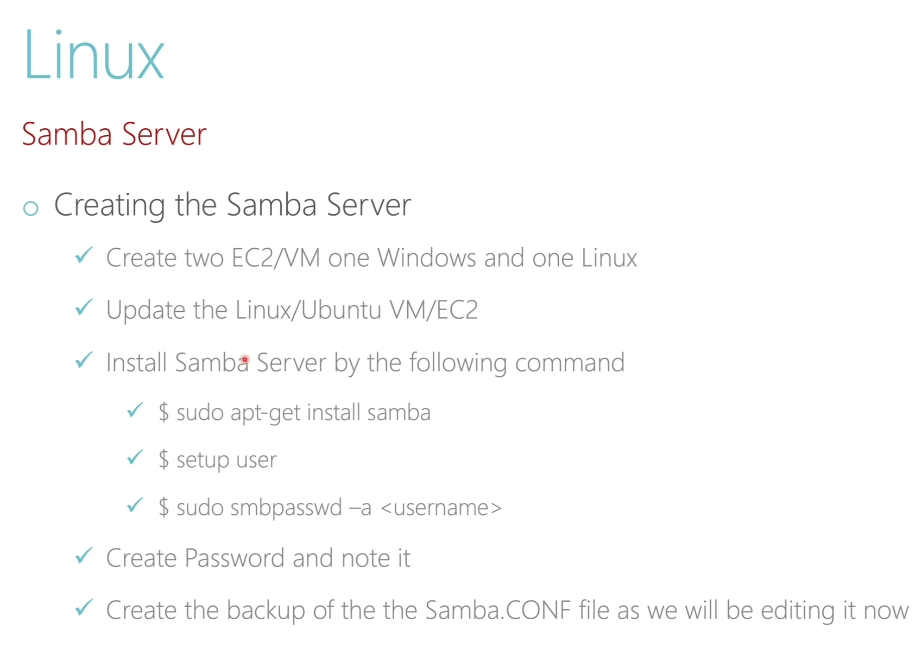 Linux
Samba Server
Creating the Samba Server
Create two EC2/VM one Windows and one Linux
Update the Linux/Ubuntu VM/EC2
Install Samba Server by the following command
$ sudo apt-get install samba
$ setup user
$ sudo smbpasswd –a <username>
Create Password and note it
Create the backup of the the Samba.CONF file as we will be editing it now